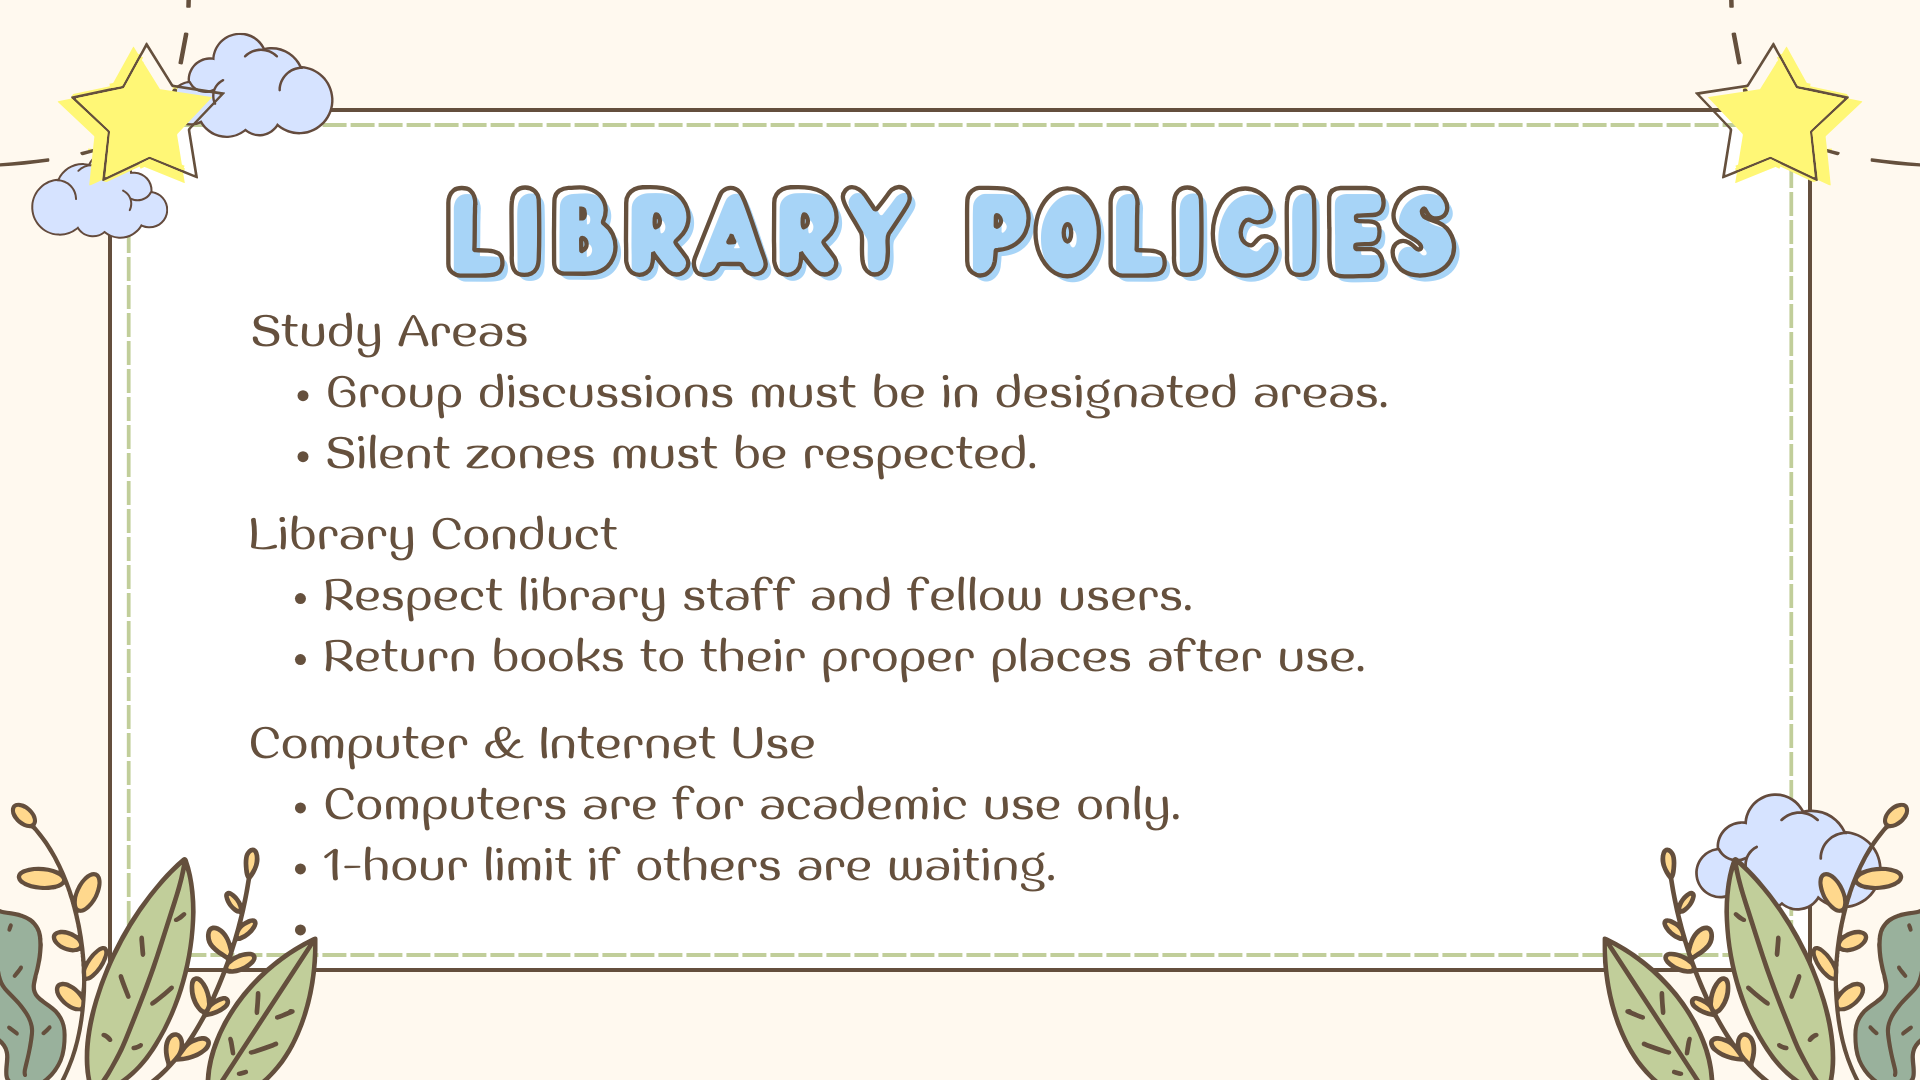 LIBRARY POLICIES
Study Areas
• Group discussions must be in designated areas.
• Silent zones must be respected.
Library Conduct
• Respect library staff and fellow users.
• Return books to their proper places after use.
Computer & Internet Use
• Computers are for academic use only.
• 1-hour limit if others are waiting.
•